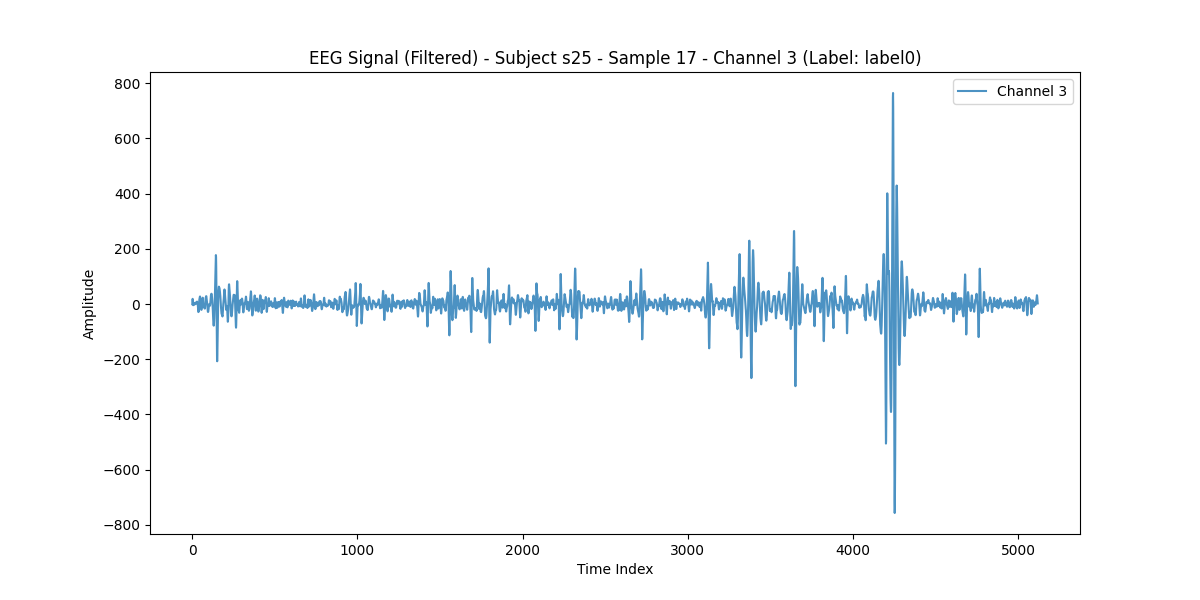 EEG Signal (Filtered) - Subject s25 - Sample 17 - Channel 3 (Label: label0)
Channel 3
800
600
400
200
0
−200
−400
−600
−800
Amplitude
0 1000 2000 3000 4000 5000
Time Index